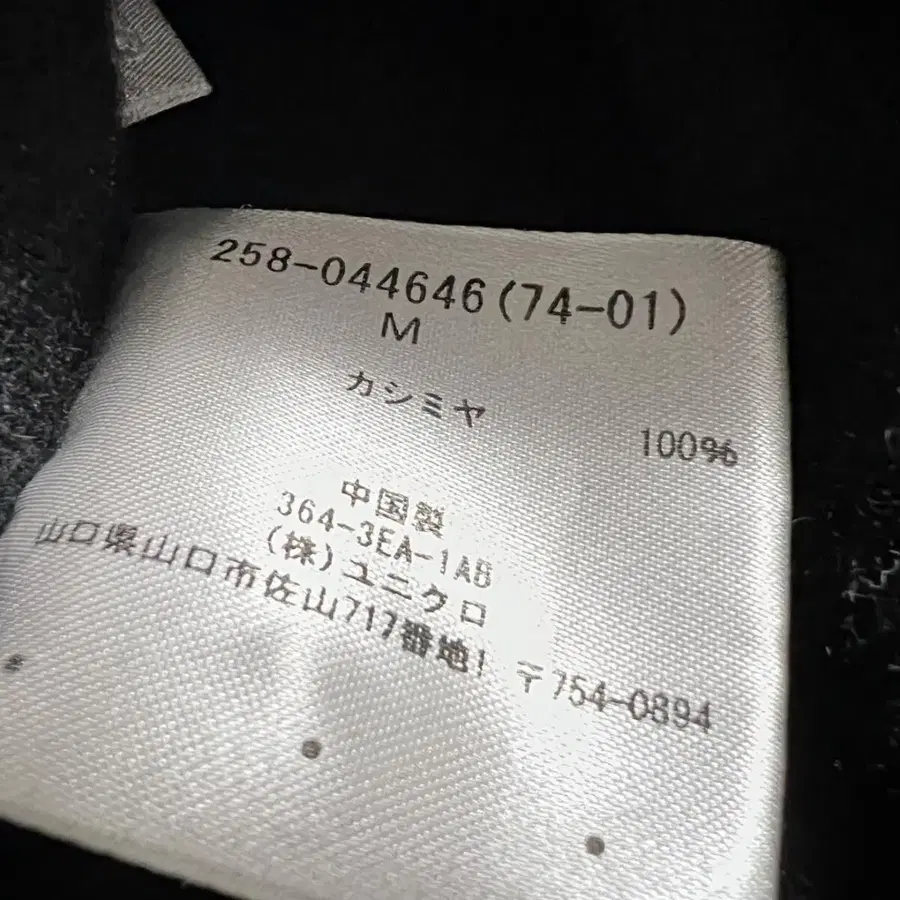 258-044646(74-01)
M
カシミヤ 100%
中国製
364-3EA-1AB
(株)ユニクロ
山口県山口市佐山717番地1 〒754-0894